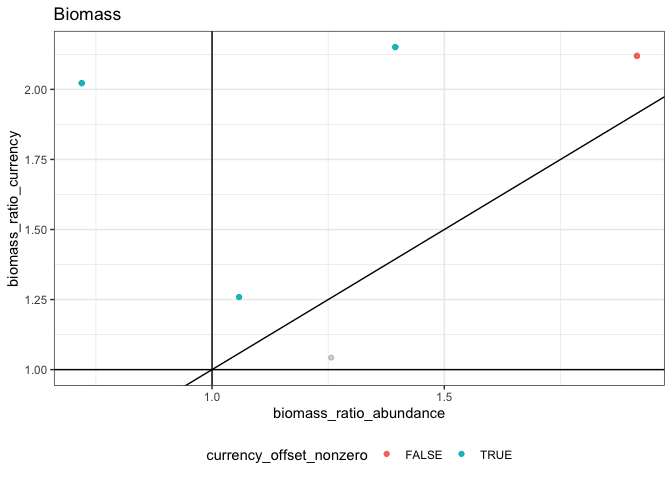 Biomass
biomass_ratio_currency
2.00
1.75
1.50
1.25
1.00
1.0
1.5
biomass_ratio_abundance
currency_offset_nonzero FALSE TRUE